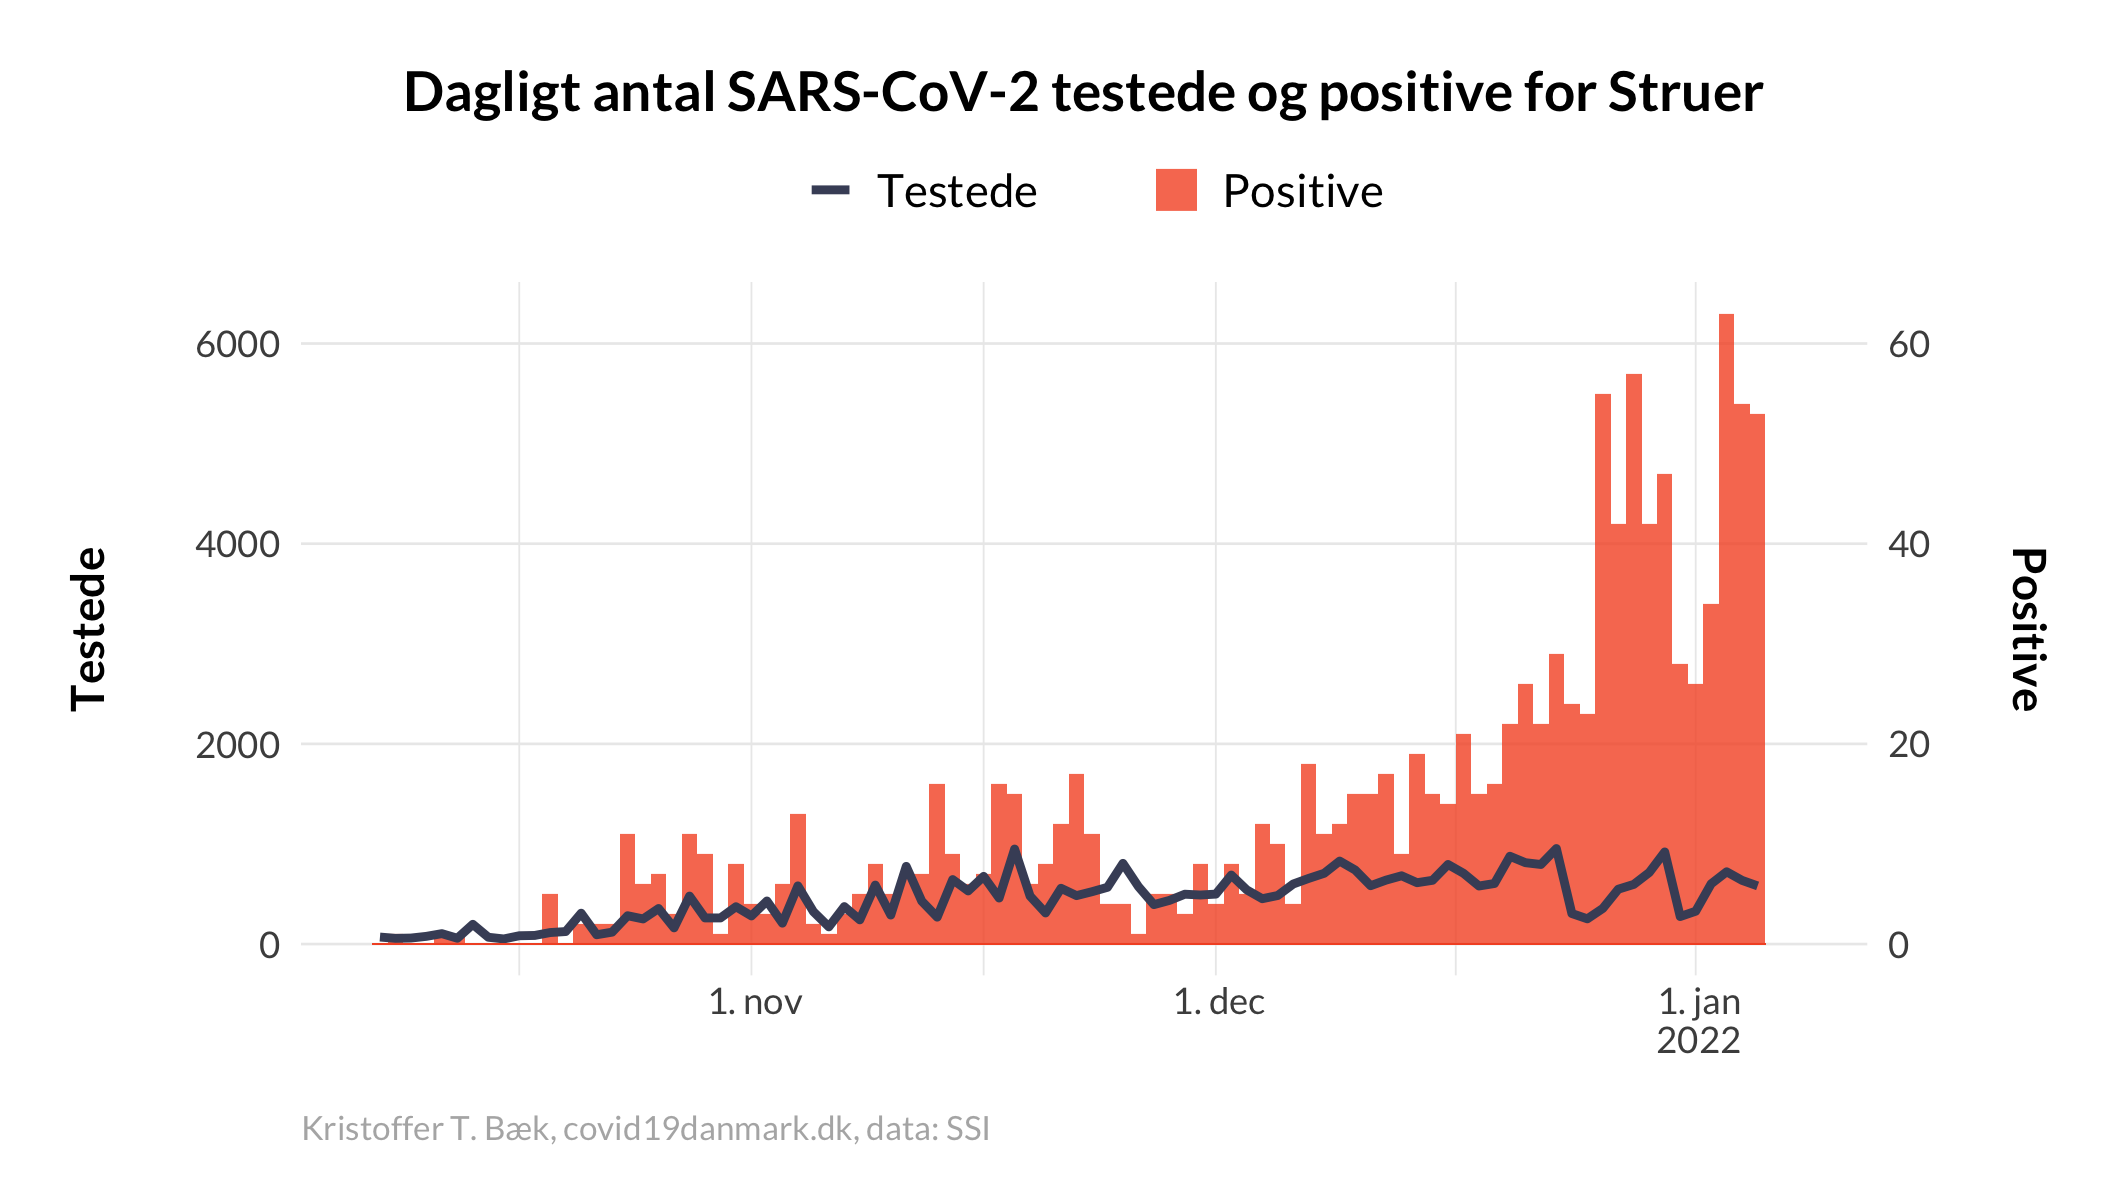 Dagligt antal SARS-CoV-2 testede og positive for Struer
Testede
Positive
6000
4000
2000
0
60
40
20
0
Testede
Positive
1. nov
1. dec
1. jan
2022
Kristoffer T. Bæk, covid19danmark.dk, data: SSI